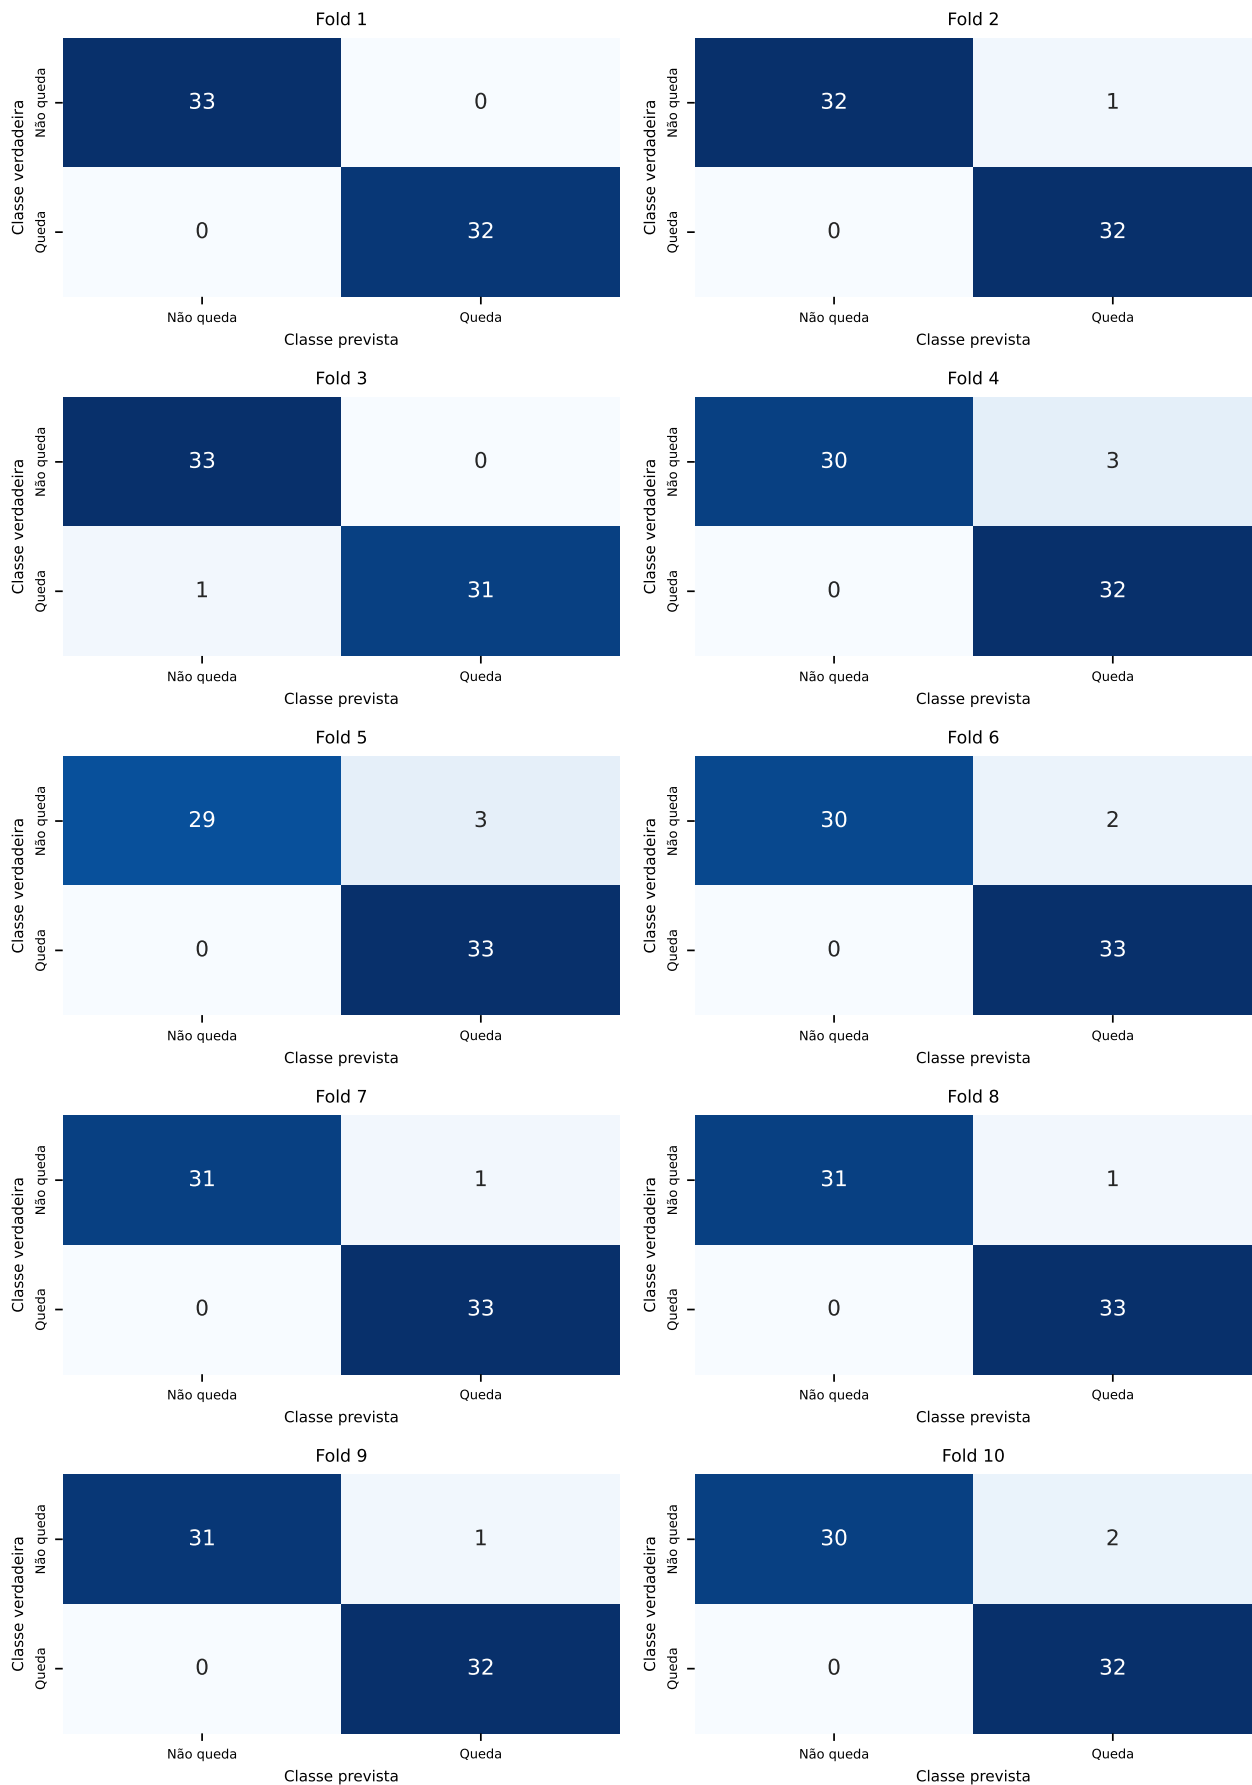 Fold 1
Classe verdadeira
Não queda
33
0
Queda
0
32
Não queda
Queda
Classe prevista
Fold 2
Classe verdadeira
Não queda
32
1
Queda
0
32
Não queda
Queda
Classe prevista
Fold 3
Classe verdadeira
Não queda
33
0
Queda
1
31
Não queda
Queda
Classe prevista
Fold 4
Classe verdadeira
Não queda
30
3
Queda
0
32
Não queda
Queda
Classe prevista
Fold 5
Classe verdadeira
Não queda
29
3
Queda
0
33
Não queda
Queda
Classe prevista
Fold 6
Classe verdadeira
Não queda
30
2
Queda
0
33
Não queda
Queda
Classe prevista
Fold 7
Classe verdadeira
Não queda
31
1
Queda
0
33
Não queda
Queda
Classe prevista
Fold 8
Classe verdadeira
Não queda
31
1
Queda
0
33
Não queda
Queda
Classe prevista
Fold 9
Classe verdadeira
Não queda
31
1
Queda
0
32
Não queda
Queda
Classe prevista
Fold 10
Classe verdadeira
Não queda
30
2
Queda
0
32
Não queda
Queda
Classe prevista